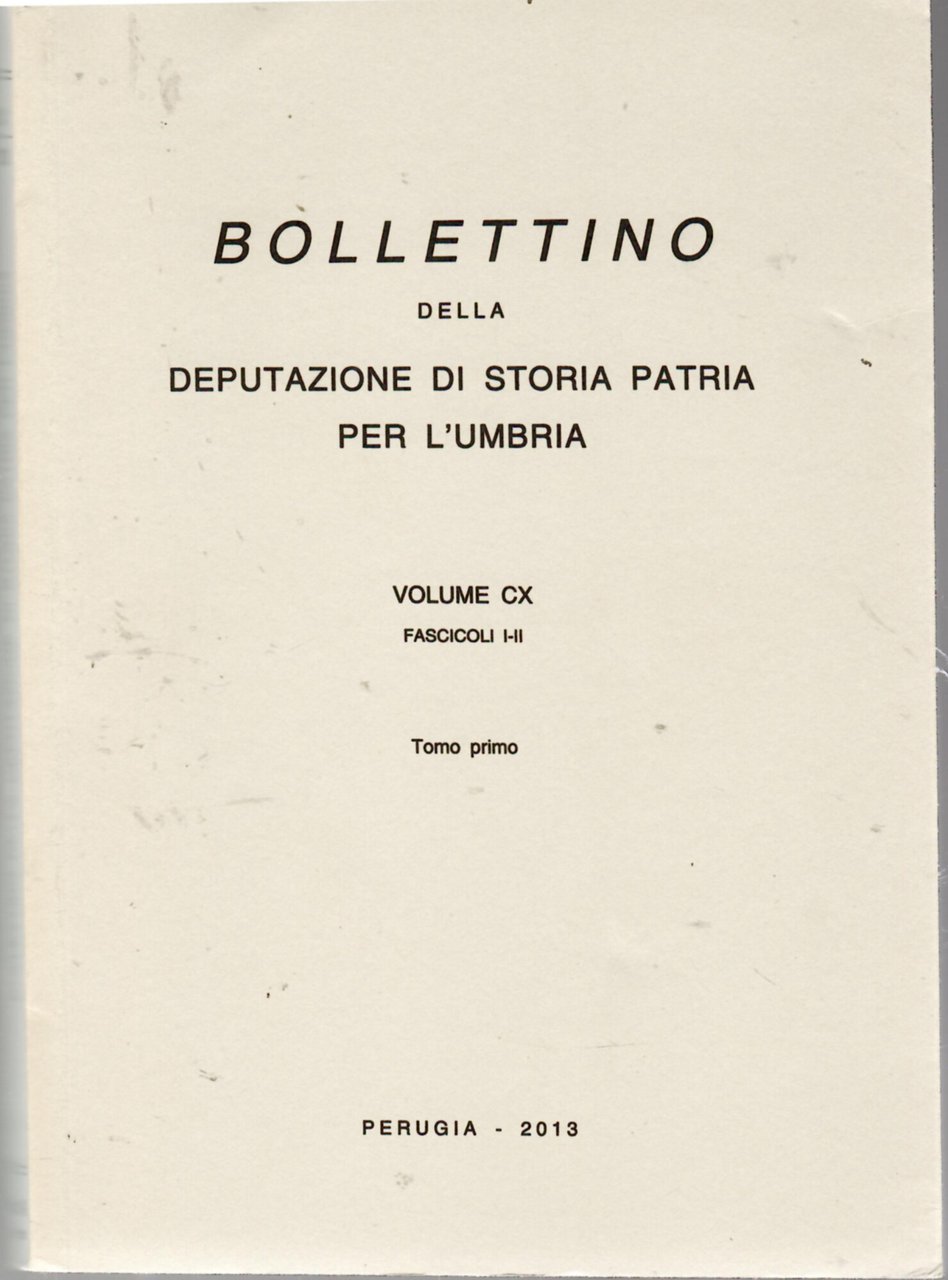 BOLLETTINO
DELLA
DEPUTAZIONE DI STORIA PATRIA
PER L'UMBRIA
VOLUME CX
FASCICOLI I-II
Tomo primo
PERUGIA - 2013